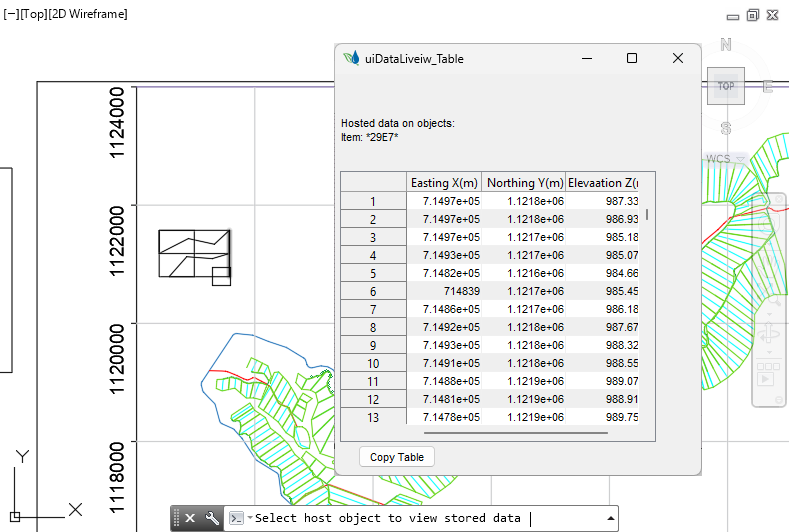 [−][Top][2D Wireframe]
N
TOP
E
S
WCS
1124000
1122000
1120000
1118000
Y
X
uiDataLiveiw_Table
Hosted data on objects:
Item: *29E7*
Easting X(m) Northing Y(m) Elevaation Z(
1 7.1497e+05 1.1218e+06 987.33
2 7.1497e+05 1.1218e+06 986.93
3 7.1497e+05 1.1217e+06 985.18
4 7.1493e+05 1.1217e+06 985.07
5 7.1482e+05 1.1216e+06 984.66
6 714839 1.1217e+06 985.45
7 7.1486e+05 1.1217e+06 986.18
8 7.1492e+05 1.1218e+06 987.67
9 7.1493e+05 1.1218e+06 988.32
10 7.1491e+05 1.1218e+06 988.55
11 7.1488e+05 1.1219e+06 989.07
12 7.1481e+05 1.1219e+06 988.91
13 7.1478e+05 1.1219e+06 989.75
Copy Table
Select host object to view stored data